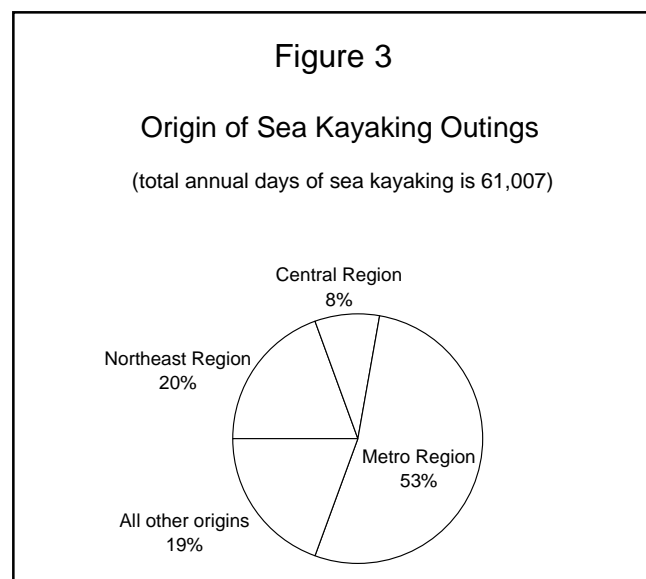 Figure 3
Origin of Sea Kayaking Outings
(total annual days of sea kayaking is 61,007)
Central Region
8%
Northeast Region
20%
Metro Region
53%
All other origins
19%